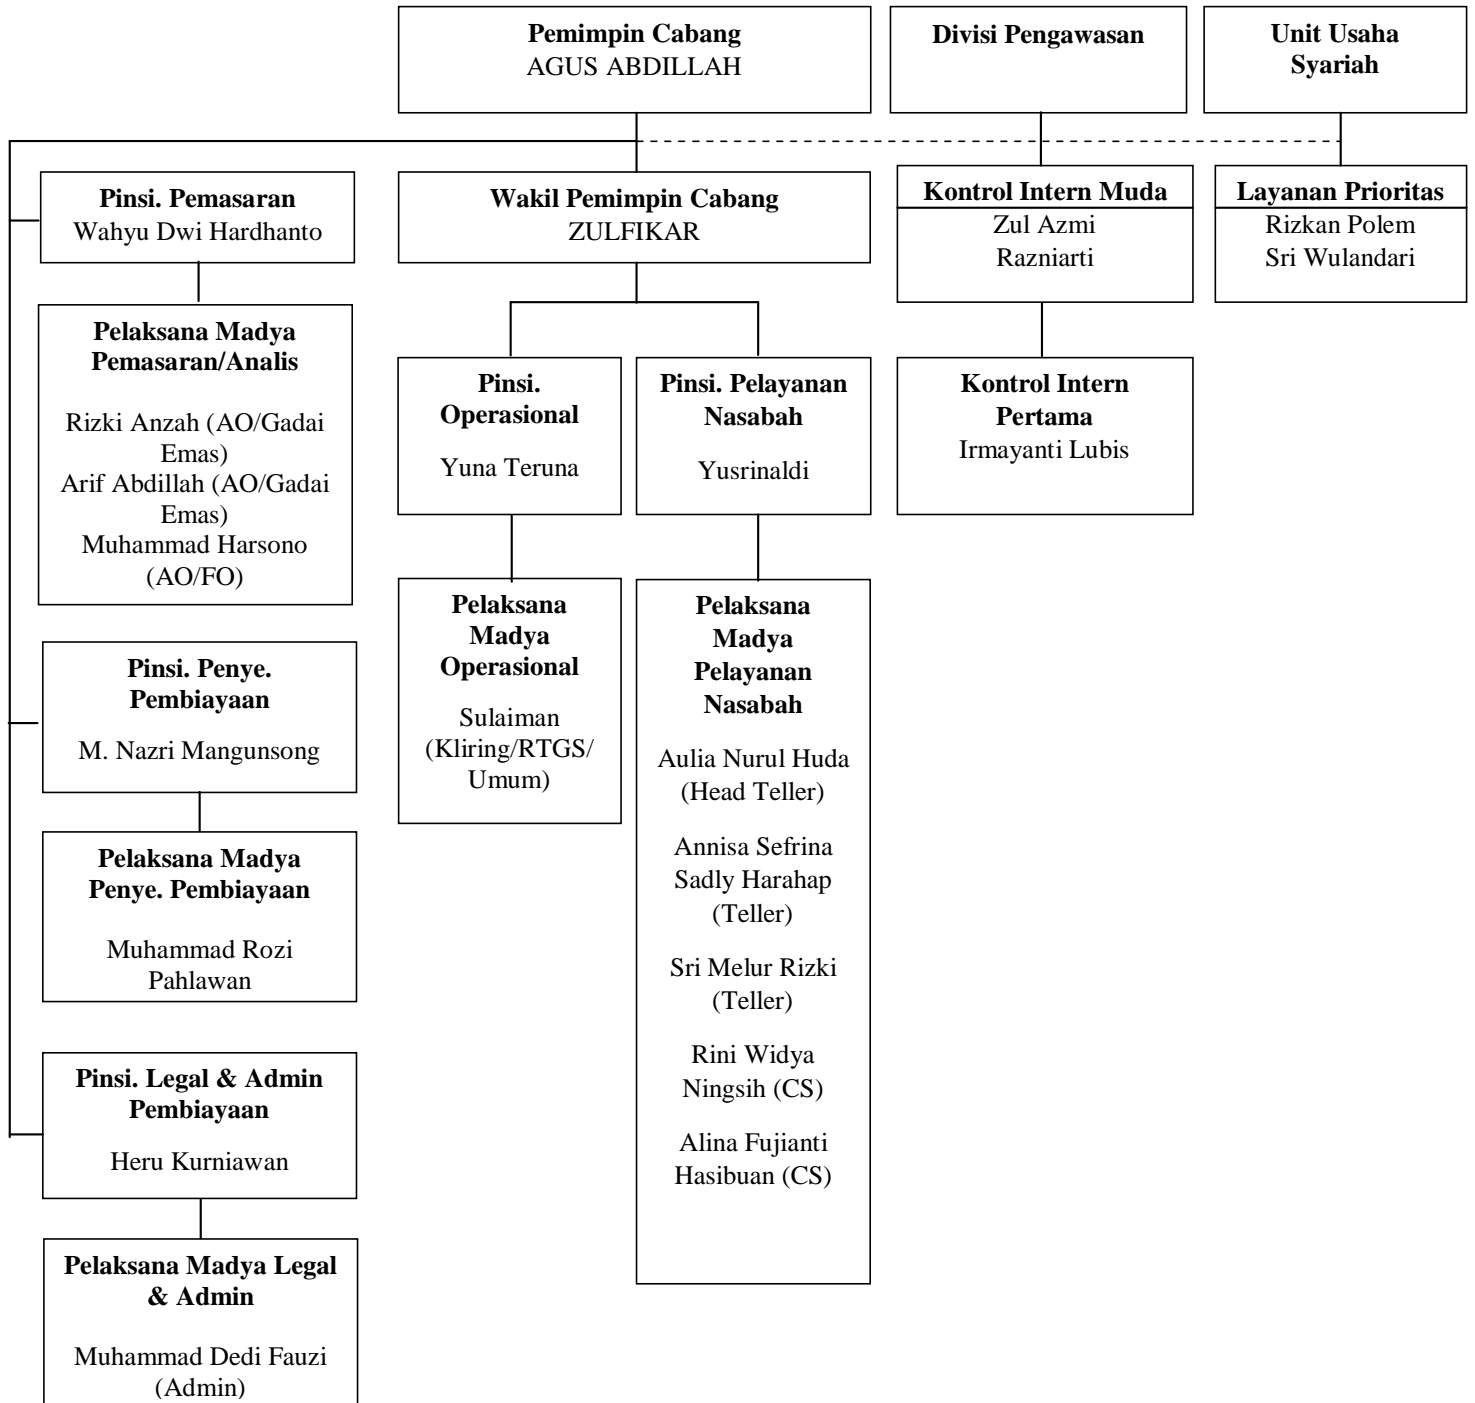 Pemimpin Cabang
AGUS ABDILLAH
Divisi Pengawasan
Unit Usaha
Syariah
Pinsi. Pemasaran
Wahyu Dwi Hardhanto
Wakil Pemimpin Cabang
ZULFIKAR
Kontrol Intern Muda
Zul Azmi
Razniarti
Layanan Prioritas
Rizkan Polem
Sri Wulandari
Pelaksana Madya
Pemasaran/Analis
Rizki Anzah (AO/Gadai
Emas)
Arif Abdillah (AO/Gadai
Emas)
Muhammad Harsono
(AO/FO)
Pinsi.
Operasional
Yuna Teruna
Pinsi. Pelayanan
Nasabah
Yusrinaldi
Kontrol Intern
Pertama
Irmayanti Lubis
Pelaksana
Madya
Operasional
Sulaiman
(Kliring/RTGS/
Umum)
Pelaksana
Madya
Pelayanan
Nasabah
Aulia Nurul Huda
(Head Teller)
Annisa Sefrina
Sadly Harahap
(Teller)
Sri Melur Rizki
(Teller)
Rini Widya
Ningsih (CS)
Alina Fujianti
Hasibuan (CS)
Pinsi. Penye.
Pembiayaan
M. Nazri Mangunsong
Pelaksana Madya
Penye. Pembiayaan
Muhammad Rozi
Pahlawan
Pinsi. Legal & Admin
Pembiayaan
Heru Kurniawan
Pelaksana Madya Legal
& Admin
Muhammad Dedi Fauzi
(Admin)